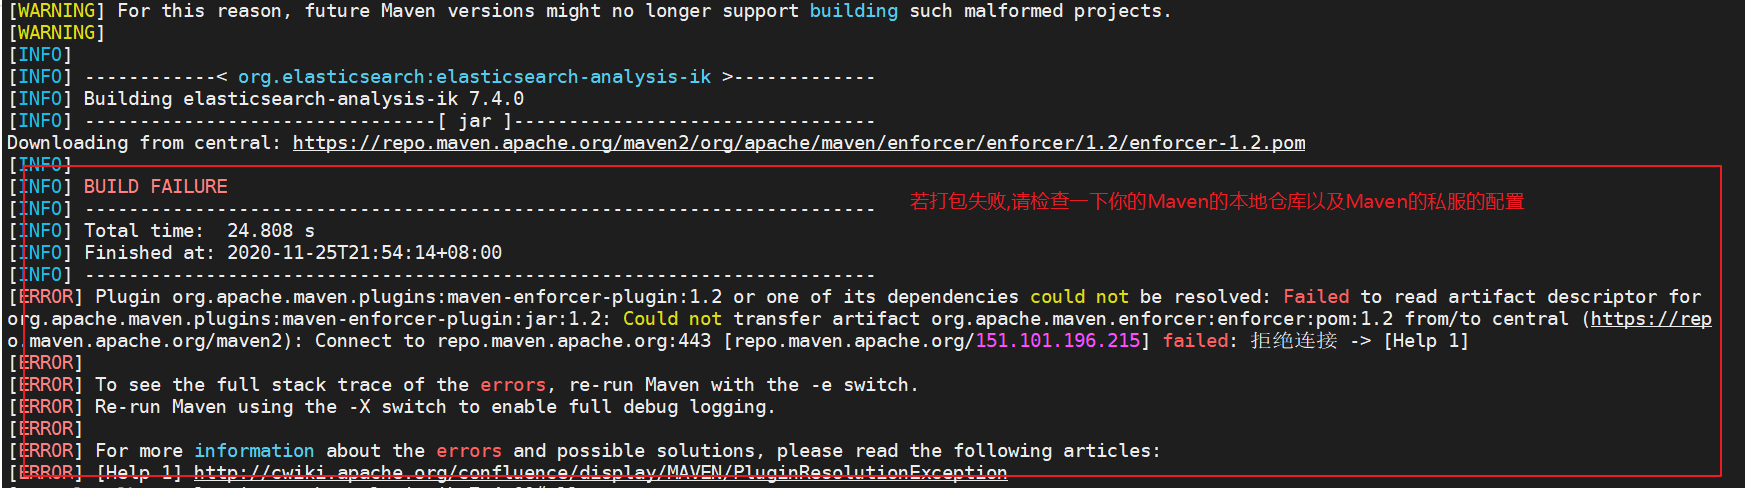 [WARNING] For this reason, future Maven versions might no longer support building such malformed projects.
[WARNING]
[INFO]
[INFO] ------------< org.elasticsearch:elasticsearch-analysis-ik >-------------
[INFO] Building elasticsearch-analysis-ik 7.4.0
[INFO] --------------------------------[ jar ]---------------------------------
Downloading from central: https://repo.maven.apache.org/maven2/org/apache/maven/enforcer/enforcer/1.2/enforcer-1.2.pom
[INFO]
[INFO] BUILD FAILURE
若打包失败,请检查一下你的Maven的本地仓库以及Maven的私服的配置
[INFO] ------------------------------------------------------------------------
[INFO] Total time:  24.808 s
[INFO] Finished at: 2020-11-25T21:54:14+08:00
[INFO] ------------------------------------------------------------------------
[ERROR] Plugin org.apache.maven.plugins:maven-enforcer-plugin:1.2 or one of its dependencies could not be resolved: Failed to read artifact descriptor for
org.apache.maven.plugins:maven-enforcer-plugin:jar:1.2: Could not transfer artifact org.apache.maven.enforcer:enforcer:pom:1.2 from/to central (https://rep
o.maven.apache.org/maven2): Connect to repo.maven.apache.org:443 [repo.maven.apache.org/151.101.196.215] failed: 拒绝连接 -> [Help 1]
[ERROR]
[ERROR] To see the full stack trace of the errors, re-run Maven with the -e switch.
[ERROR] Re-run Maven using the -X switch to enable full debug logging.
[ERROR]
[ERROR] For more information about the errors and possible solutions, please read the following articles:
[ERROR] [Help 1] http://cwiki.apache.org/confluence/display/MAVEN/PluginResolutionException